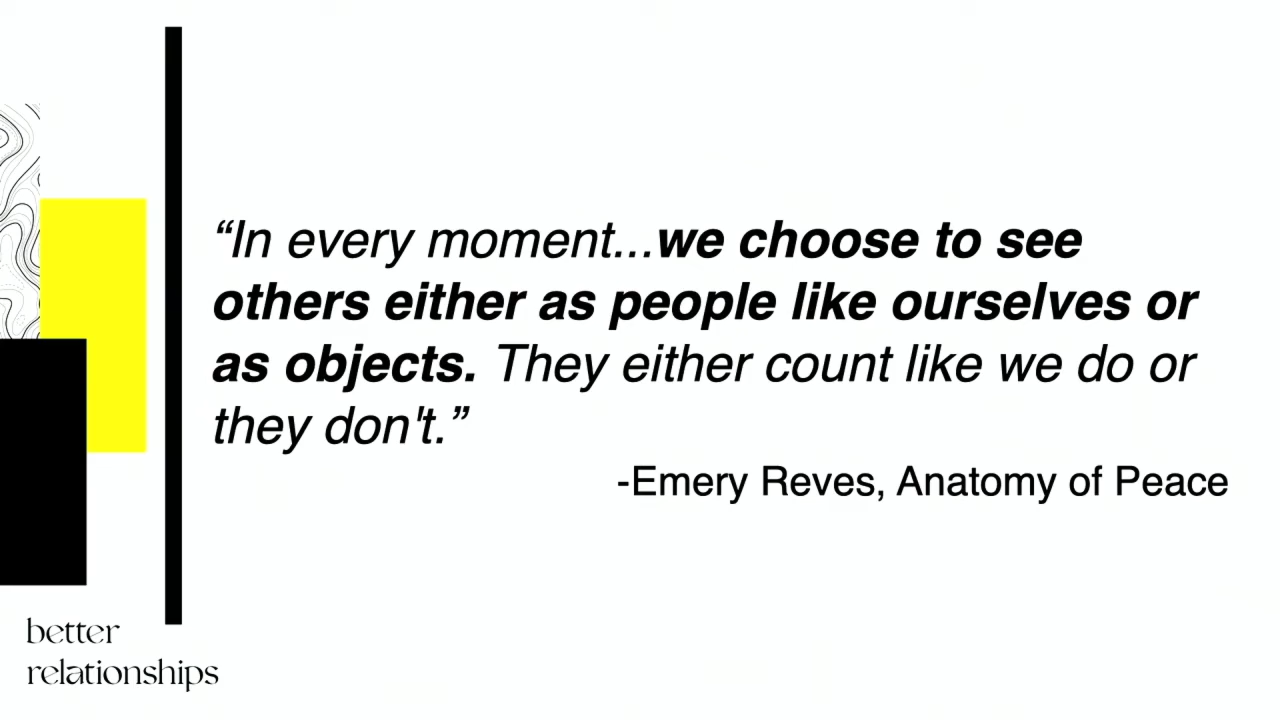 “In every moment...we choose to see
others either as people like ourselves or
as objects. They either count like we do or
they don't.”
-Emery Reves, Anatomy of Peace
better
relationships